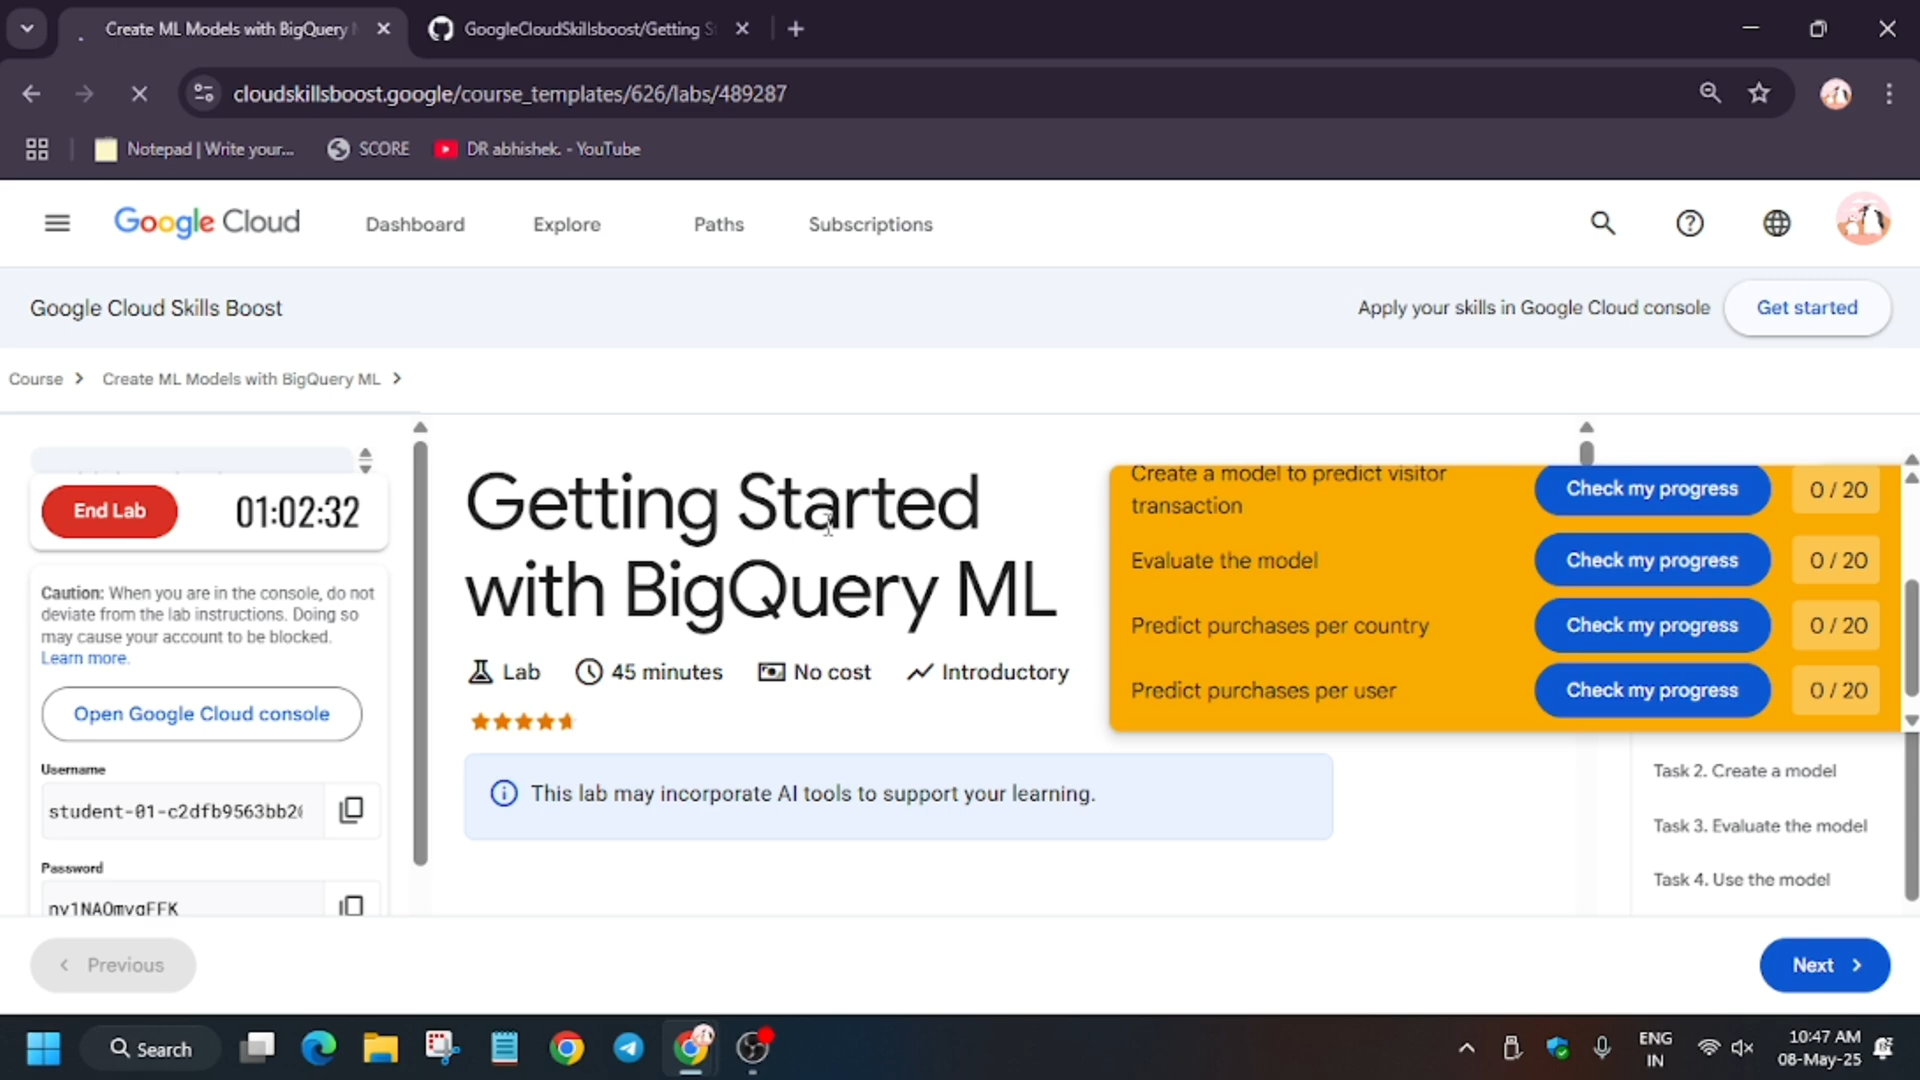 Create ML Models with BigQuery
GoogleCloudSkillsboost/Getting S
cloudskillsboost.google/course_templates/626/labs/489287
Notepad | Write your...
SCORE
DR abhishek. - YouTube
Google Cloud
Dashboard
Explore
Paths
Subscriptions
Google Cloud Skills Boost
Apply your skills in Google Cloud console
Get started
Course
Create ML Models with BigQuery ML
End Lab
01:02:32
Caution: When you are in the console, do not
deviate from the lab instructions. Doing so
may cause your account to be blocked.
Learn more.
Open Google Cloud console
Username
student-01-c2dfb9563bb2
Password
Getting Started
with BigQuery ML
Lab
45 minutes
No cost
Introductory
This lab may incorporate AI tools to support your learning.
Create a model to predict visitor
transaction
Check my progress
0 / 20
Evaluate the model
Check my progress
0 / 20
Predict purchases per country
Check my progress
0 / 20
Predict purchases per user
Check my progress
0 / 20
Task 2. Create a model
Task 3. Evaluate the model
Task 4. Use the model
Previous
Next
Search
ENG
IN
10:47 AM
08-May-25